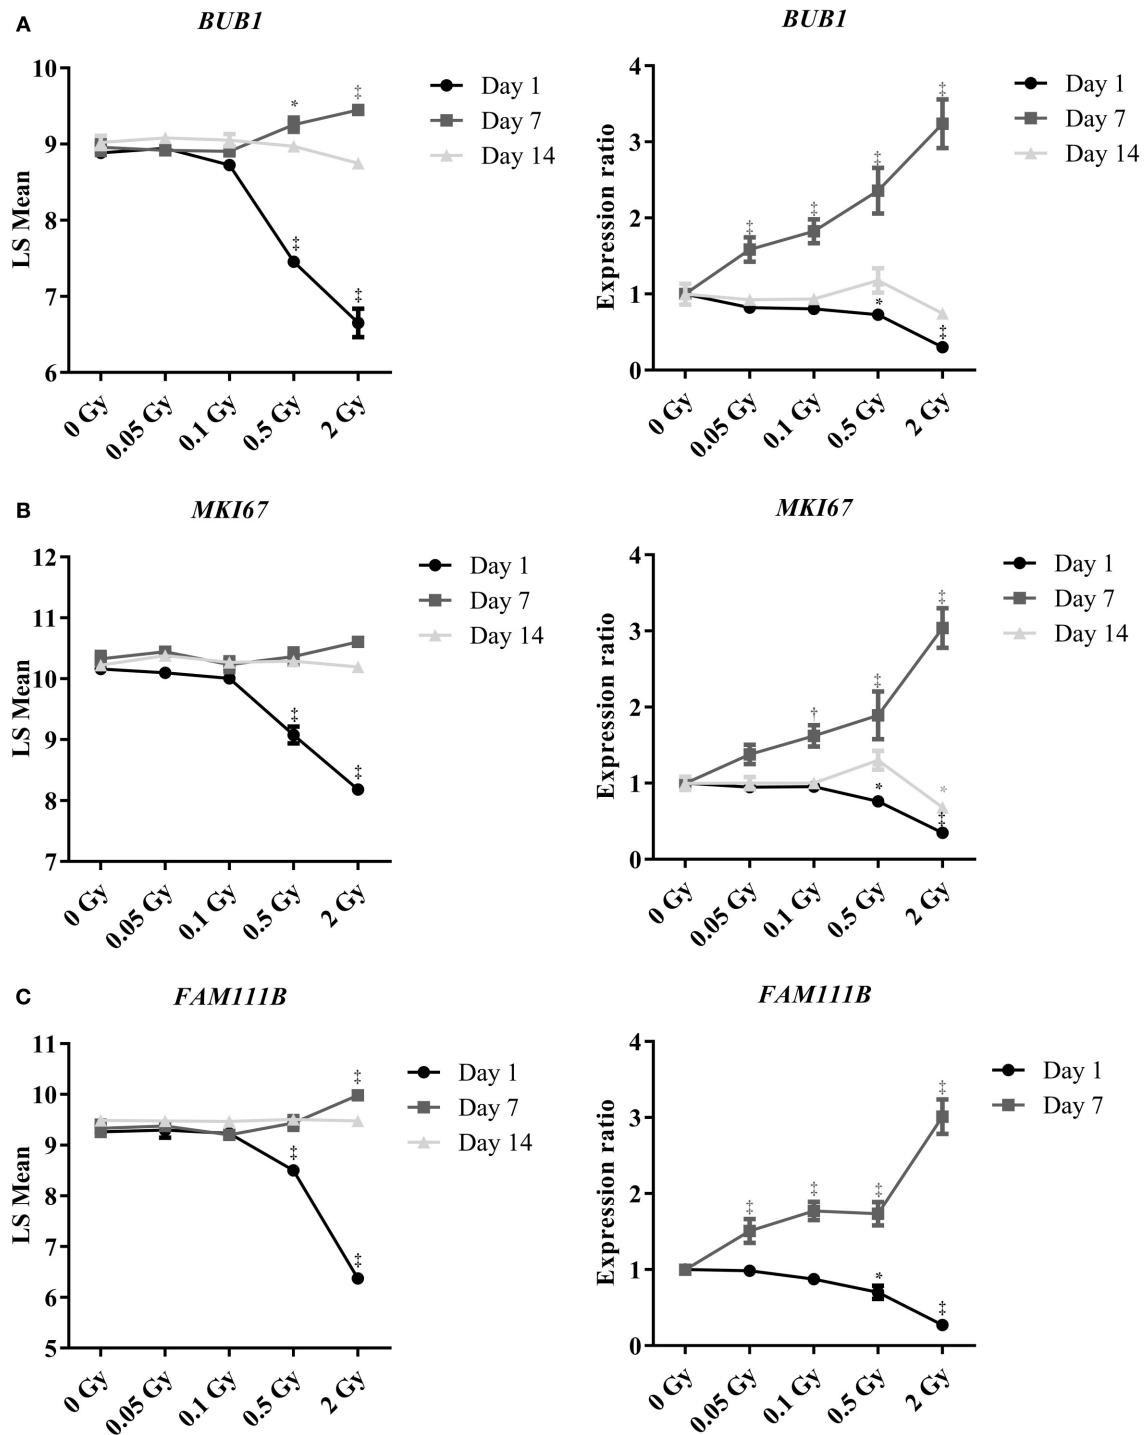 A
BUB1
10
9
8
7
6
LS Mean
* ‡
‡
‡
0 Gy 0.05 Gy 0.1 Gy 0.5 Gy 2 Gy
Day 1
Day 7
Day 14
BUB1
4
3
2
1
0
Expression ratio
‡ ‡ ‡ ‡
* ‡
0 Gy 0.05 Gy 0.1 Gy 0.5 Gy 2 Gy
Day 1
Day 7
Day 14
B
MKI67
12
11
10
9
8
7
LS Mean
‡ ‡
0 Gy 0.05 Gy 0.1 Gy 0.5 Gy 2 Gy
Day 1
Day 7
Day 14
MKI67
4
3
2
1
0
Expression ratio
† ‡ ‡
* *
‡
0 Gy 0.05 Gy 0.1 Gy 0.5 Gy 2 Gy
Day 1
Day 7
Day 14
C
FAM111B
11
10
9
8
7
6
5
LS Mean
‡
‡
‡
0 Gy 0.05 Gy 0.1 Gy 0.5 Gy 2 Gy
Day 1
Day 7
Day 14
FAM111B
4
3
2
1
0
Expression ratio
‡ ‡ ‡ ‡
* ‡
0 Gy 0.05 Gy 0.1 Gy 0.5 Gy 2 Gy
Day 1
Day 7